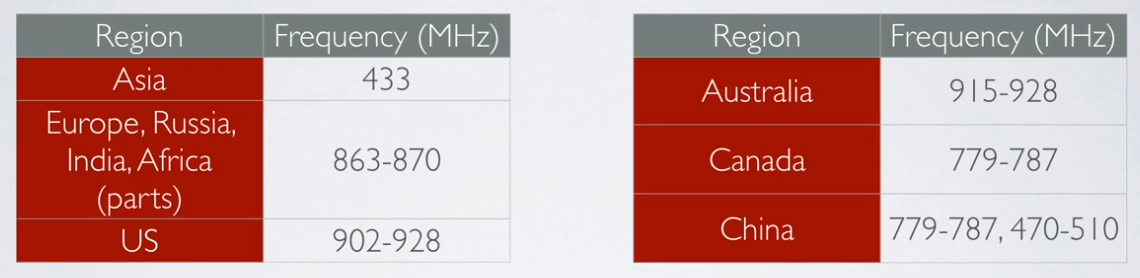 Region Frequency (MHz)
Asia 433
Europe, Russia,
India, Africa 863-870
(parts)
US 902-928
Region Frequency (MHz)
Australia 915-928
Canada 779-787
China 779-787, 470-510